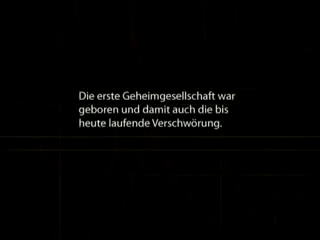 Die erste Geheimgesellschaft war
geboren und damit auch die bis
heute laufende Verschwörung.